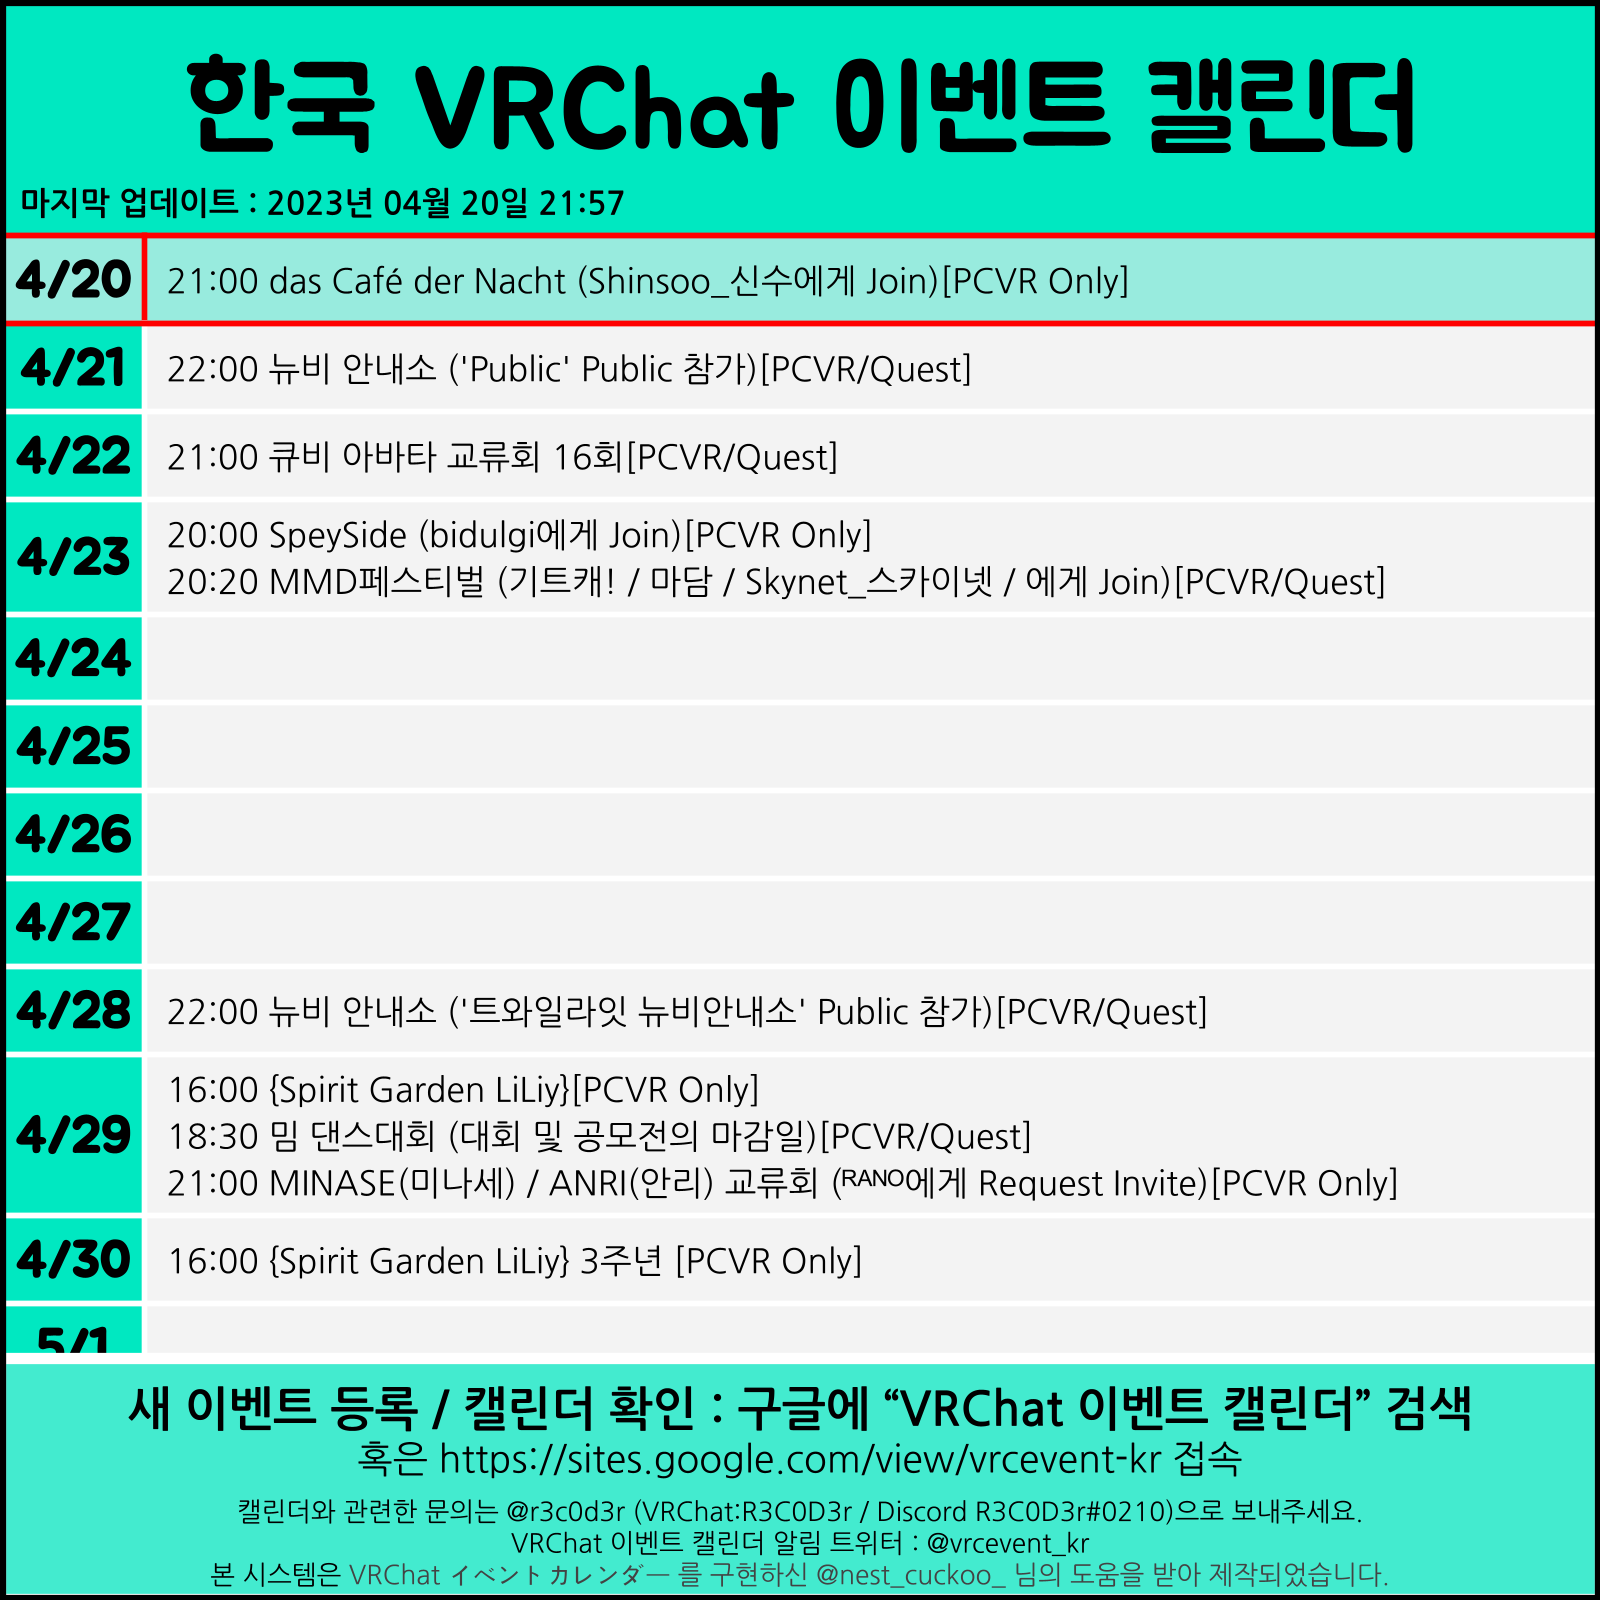 한국 VRChat 이벤트 캘린더
마지막 업데이트 : 2023년 04월 20일 21:57
4/20 21:00 das Café der Nacht (Shinsoo_신수에게 Join)[PCVR Only]
4/21 22:00 뉴비 안내소 ('Public' Public 참가)[PCVR/Quest]
4/22 21:00 큐비 아바타 교류회 16회[PCVR/Quest]
4/23 20:00 SpeySide (bidulgi에게 Join)[PCVR Only]
20:20 MMD페스티벌 (기트캐! / 마담 / Skynet_스카이넷 / 에게 Join)[PCVR/Quest]
4/24
4/25
4/26
4/27
4/28 22:00 뉴비 안내소 ('트와일라잇 뉴비안내소' Public 참가)[PCVR/Quest]
4/29 16:00 {Spirit Garden LiLiy}[PCVR Only]
18:30 밈 댄스대회 (대회 및 공모전의 마감일)[PCVR/Quest]
21:00 MINASE(미나세) / ANRI(안리) 교류회 (ᴿᴬᴺᴼ에게 Request Invite)[PCVR Only]
4/30 16:00 {Spirit Garden LiLiy} 3주년 [PCVR Only]
5/1
새 이벤트 등록 / 캘린더 확인 : 구글에 “VRChat 이벤트 캘린더” 검색
혹은 https://sites.google.com/view/vrcevent-kr 접속
캘린더와 관련한 문의는 @r3c0d3r (VRChat:R3C0D3r / Discord R3C0D3r#0210)으로 보내주세요.
VRChat 이벤트 캘린더 알림 트위터 : @vrcevent_kr
본 시스템은 VRChat イベントカレンダー 를 구현하신 @nest_cuckoo_ 님의 도움을 받아 제작되었습니다.